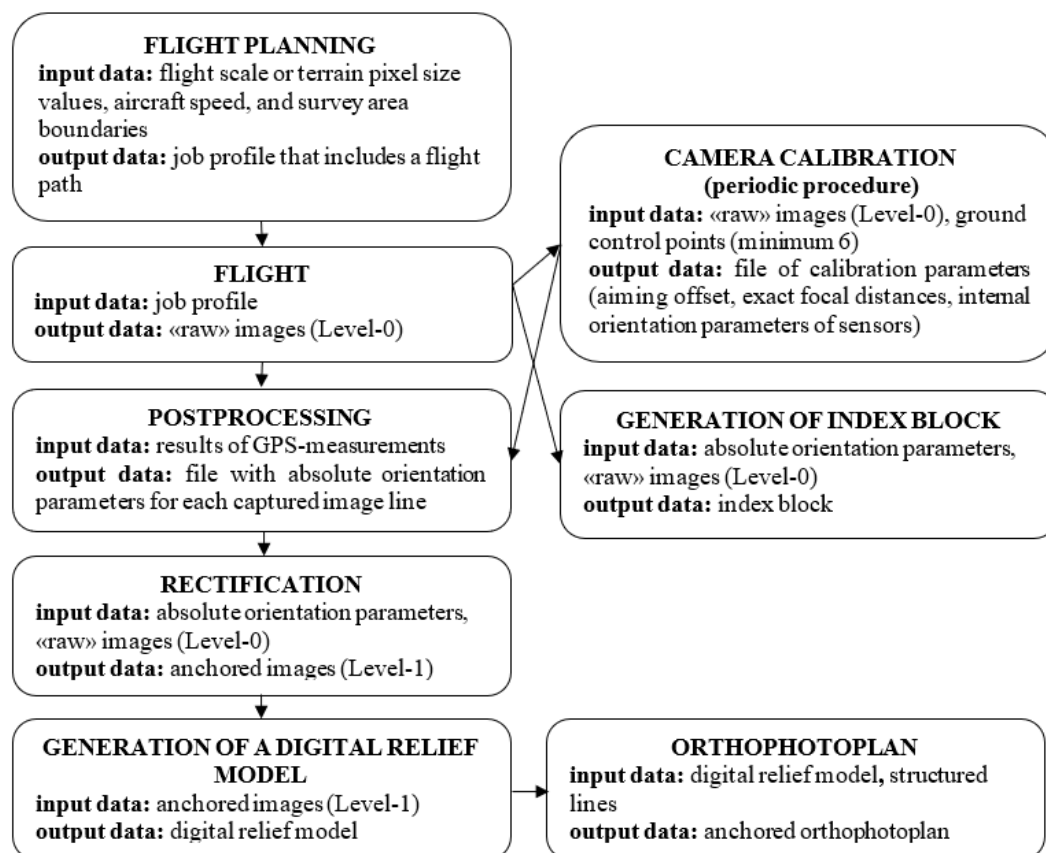 FLIGHT PLANNING
input data: flight scale or terrain pixel size
values, aircraft speed, and survey area
boundaries
output data: job profile that includes a flight
path
CAMERA CALIBRATION
(periodic procedure)
input data: «raw» images (Level-0), ground
control points (minimum 6)
output data: file of calibration parameters
(aiming offset, exact focal distances, internal
orientation parameters of sensors)
FLIGHT
input data: job profile
output data: «raw» images (Level-0)
POSTPROCESSING
input data: results of GPS-measurements
output data: file with absolute orientation
parameters for each captured image line
GENERATION OF INDEX BLOCK
input data: absolute orientation parameters,
«raw» images (Level-0)
output data: index block
RECTIFICATION
input data: absolute orientation parameters,
«raw» images (Level-0)
output data: anchored images (Level-1)
GENERATION OF A DIGITAL RELIEF
MODEL
input data: anchored images (Level-1)
output data: digital relief model
ORTHOPHOTOPLAN
input data: digital relief model, structured
lines
output data: anchored orthophotoplan